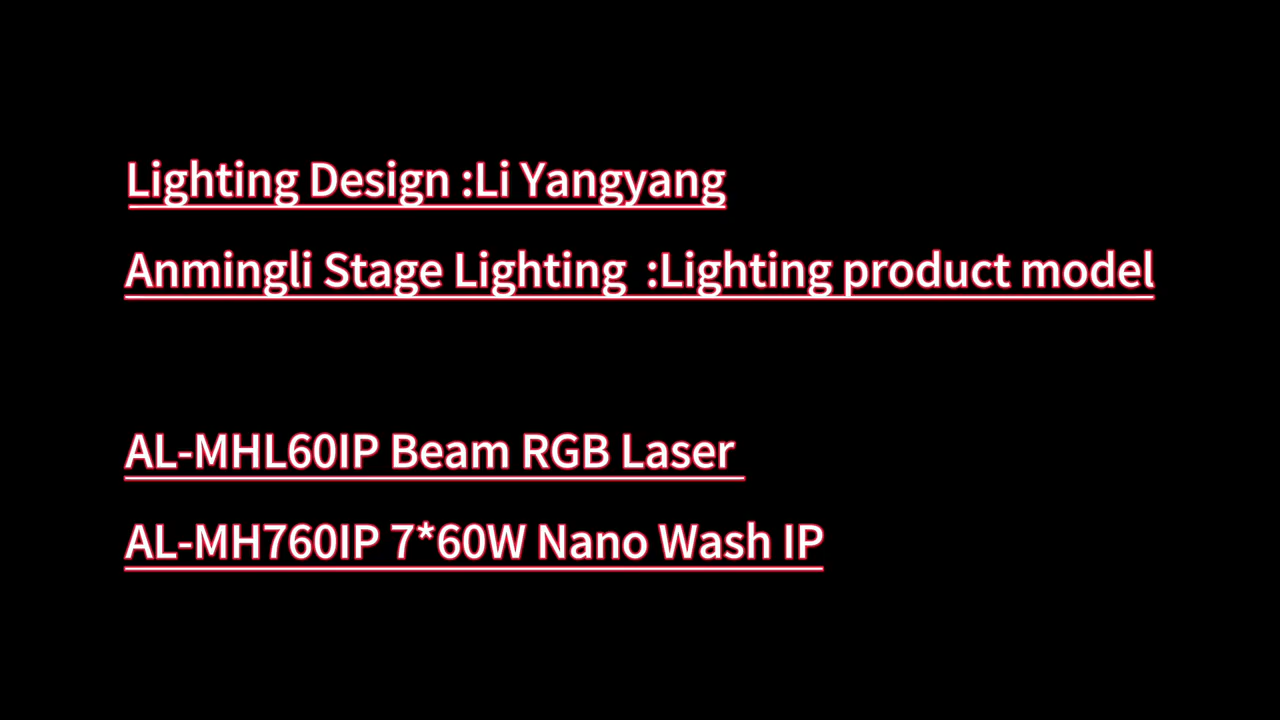 Lighting Design :Li Yangyang
Anmingli Stage Lighting  :Lighting product model
AL-MHL60IP Beam RGB Laser
AL-MH760IP 7*60W Nano Wash IP